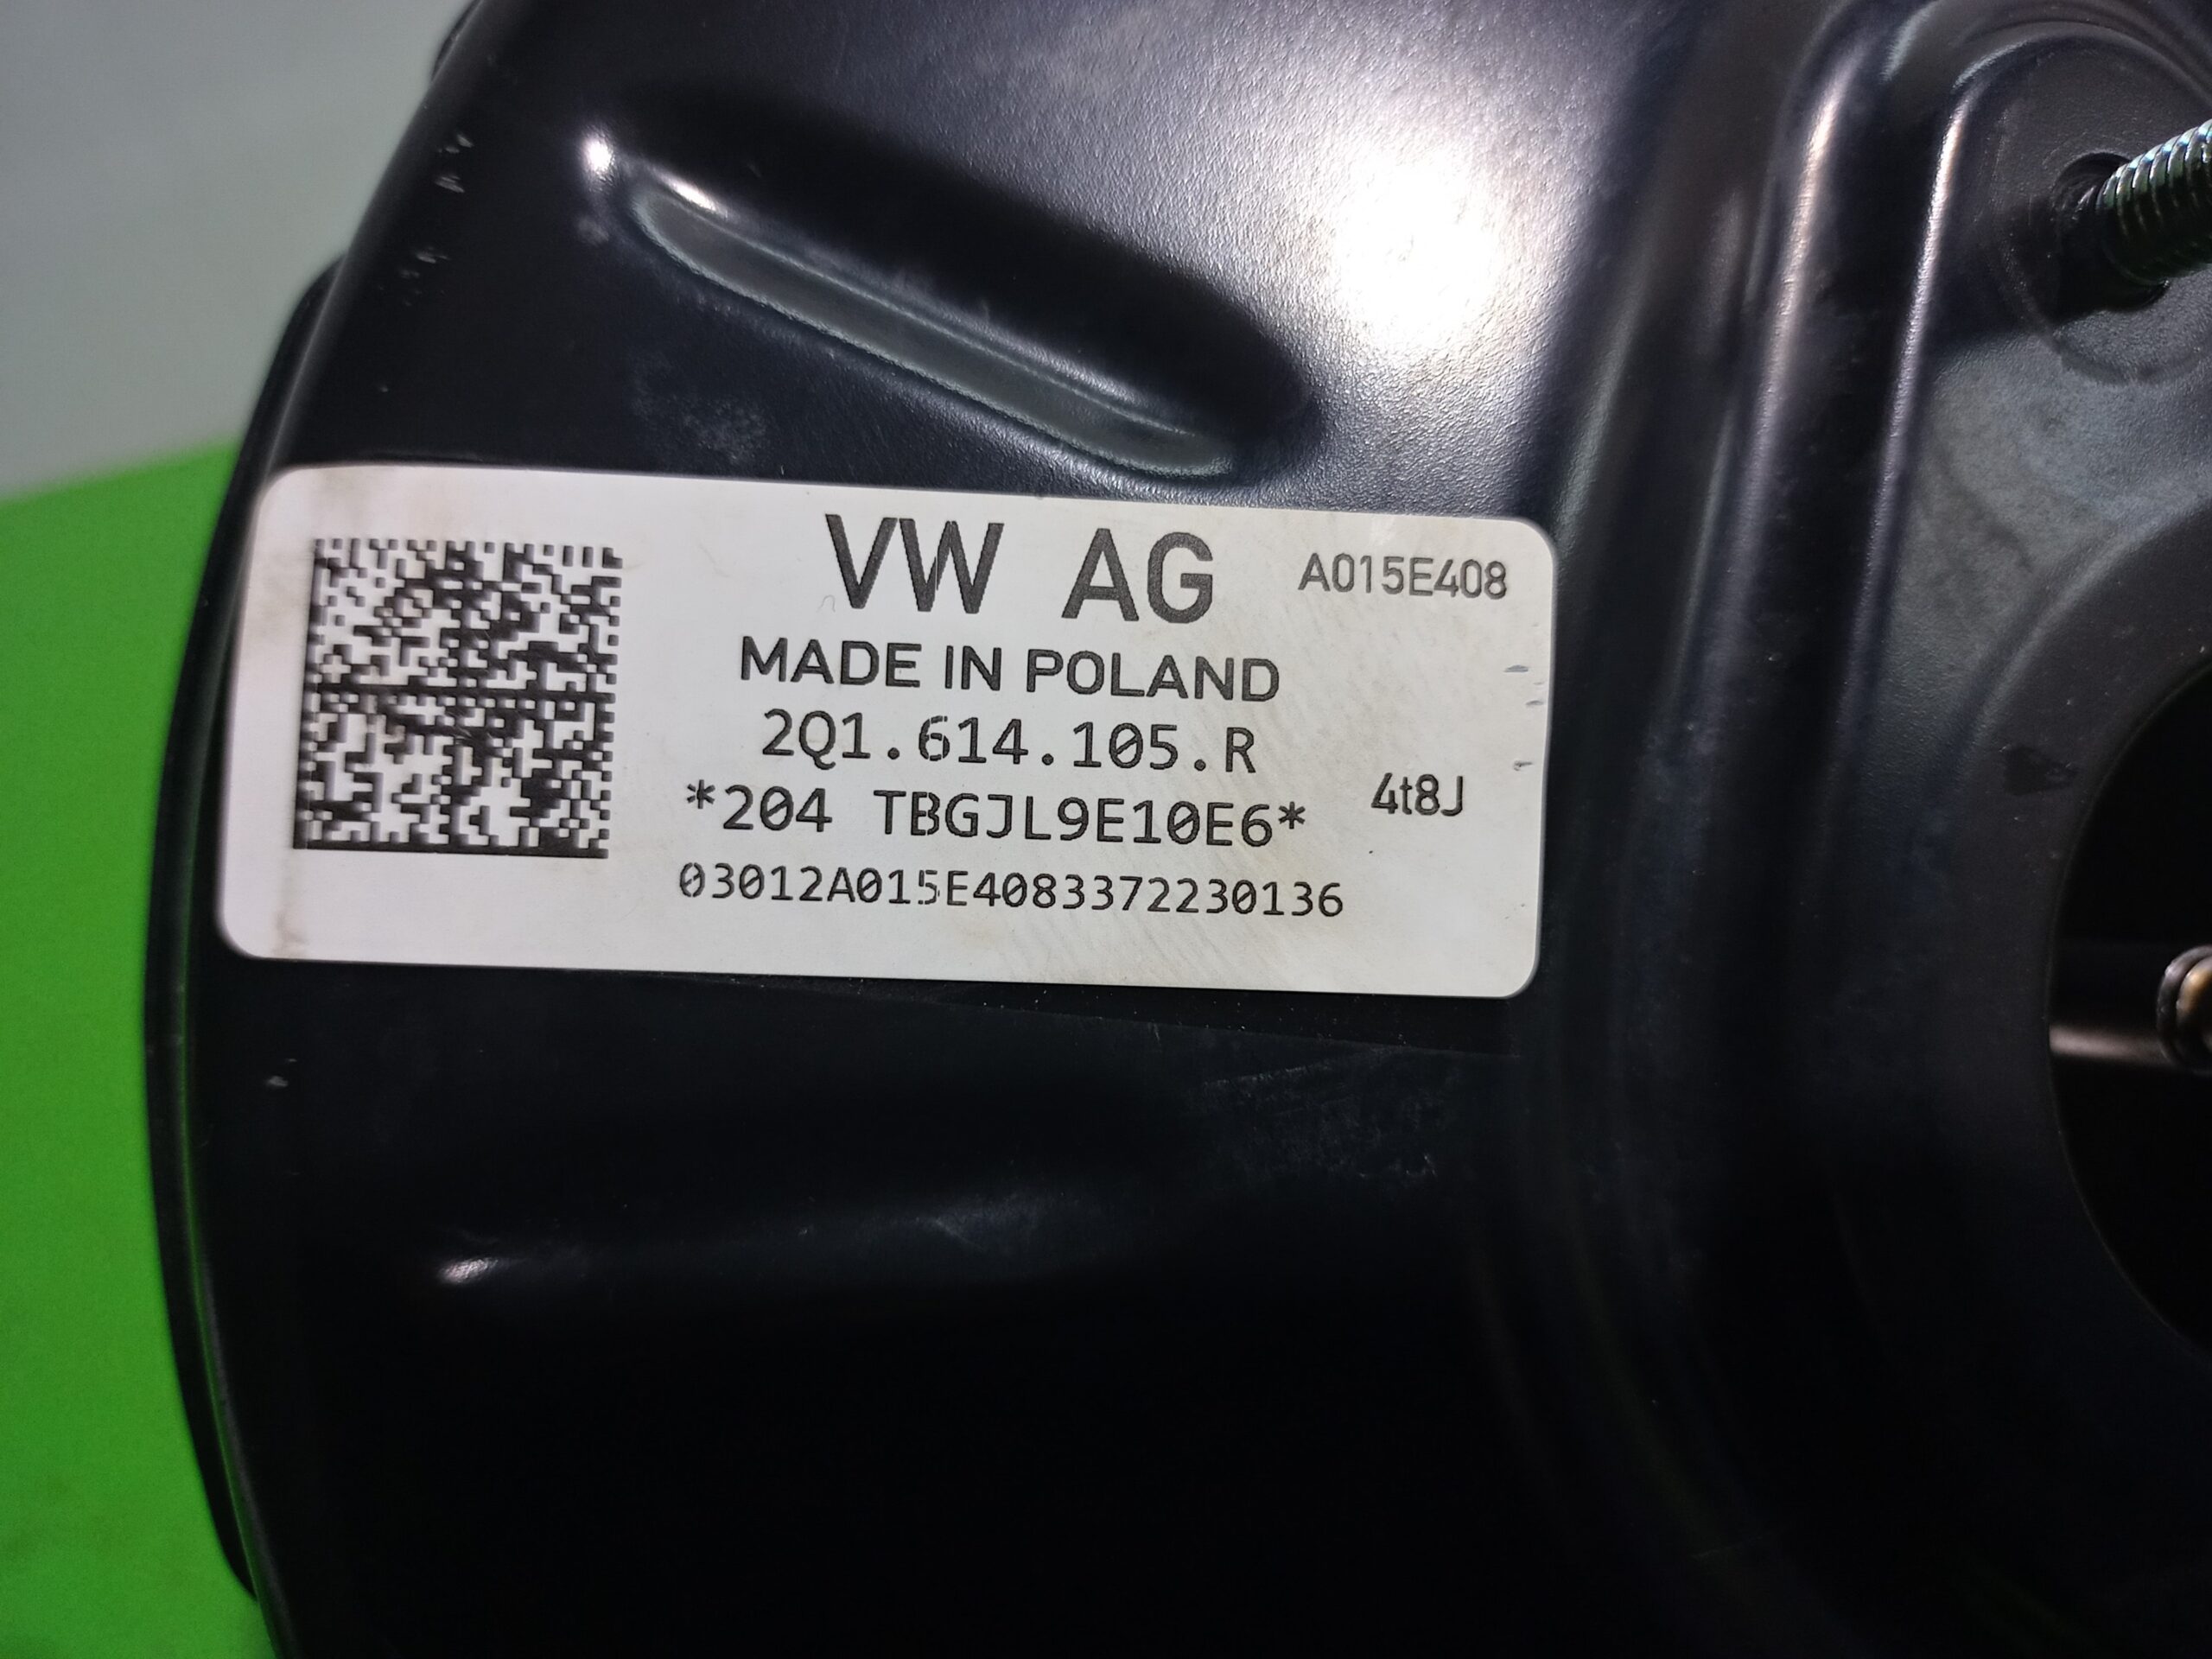 VW AG A015E408
MADE IN POLAND
2Q1.614.105.R
*204 TBGJL9E10E6* 4t8J
03012A015E4083372230136